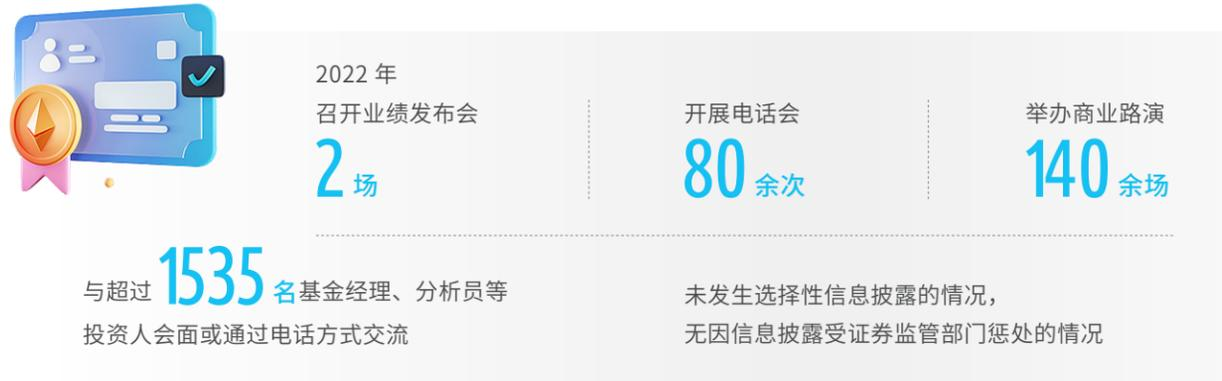 2022 年
召开业绩发布会
2 场
开展电话会
80 余次
举办商业路演
140 余场
与超过 1535 名基金经理、分析员等
投资人会面或通过电话方式交流
未发生选择性信息披露的情况，
无因信息披露受证券监管部门惩处的情况